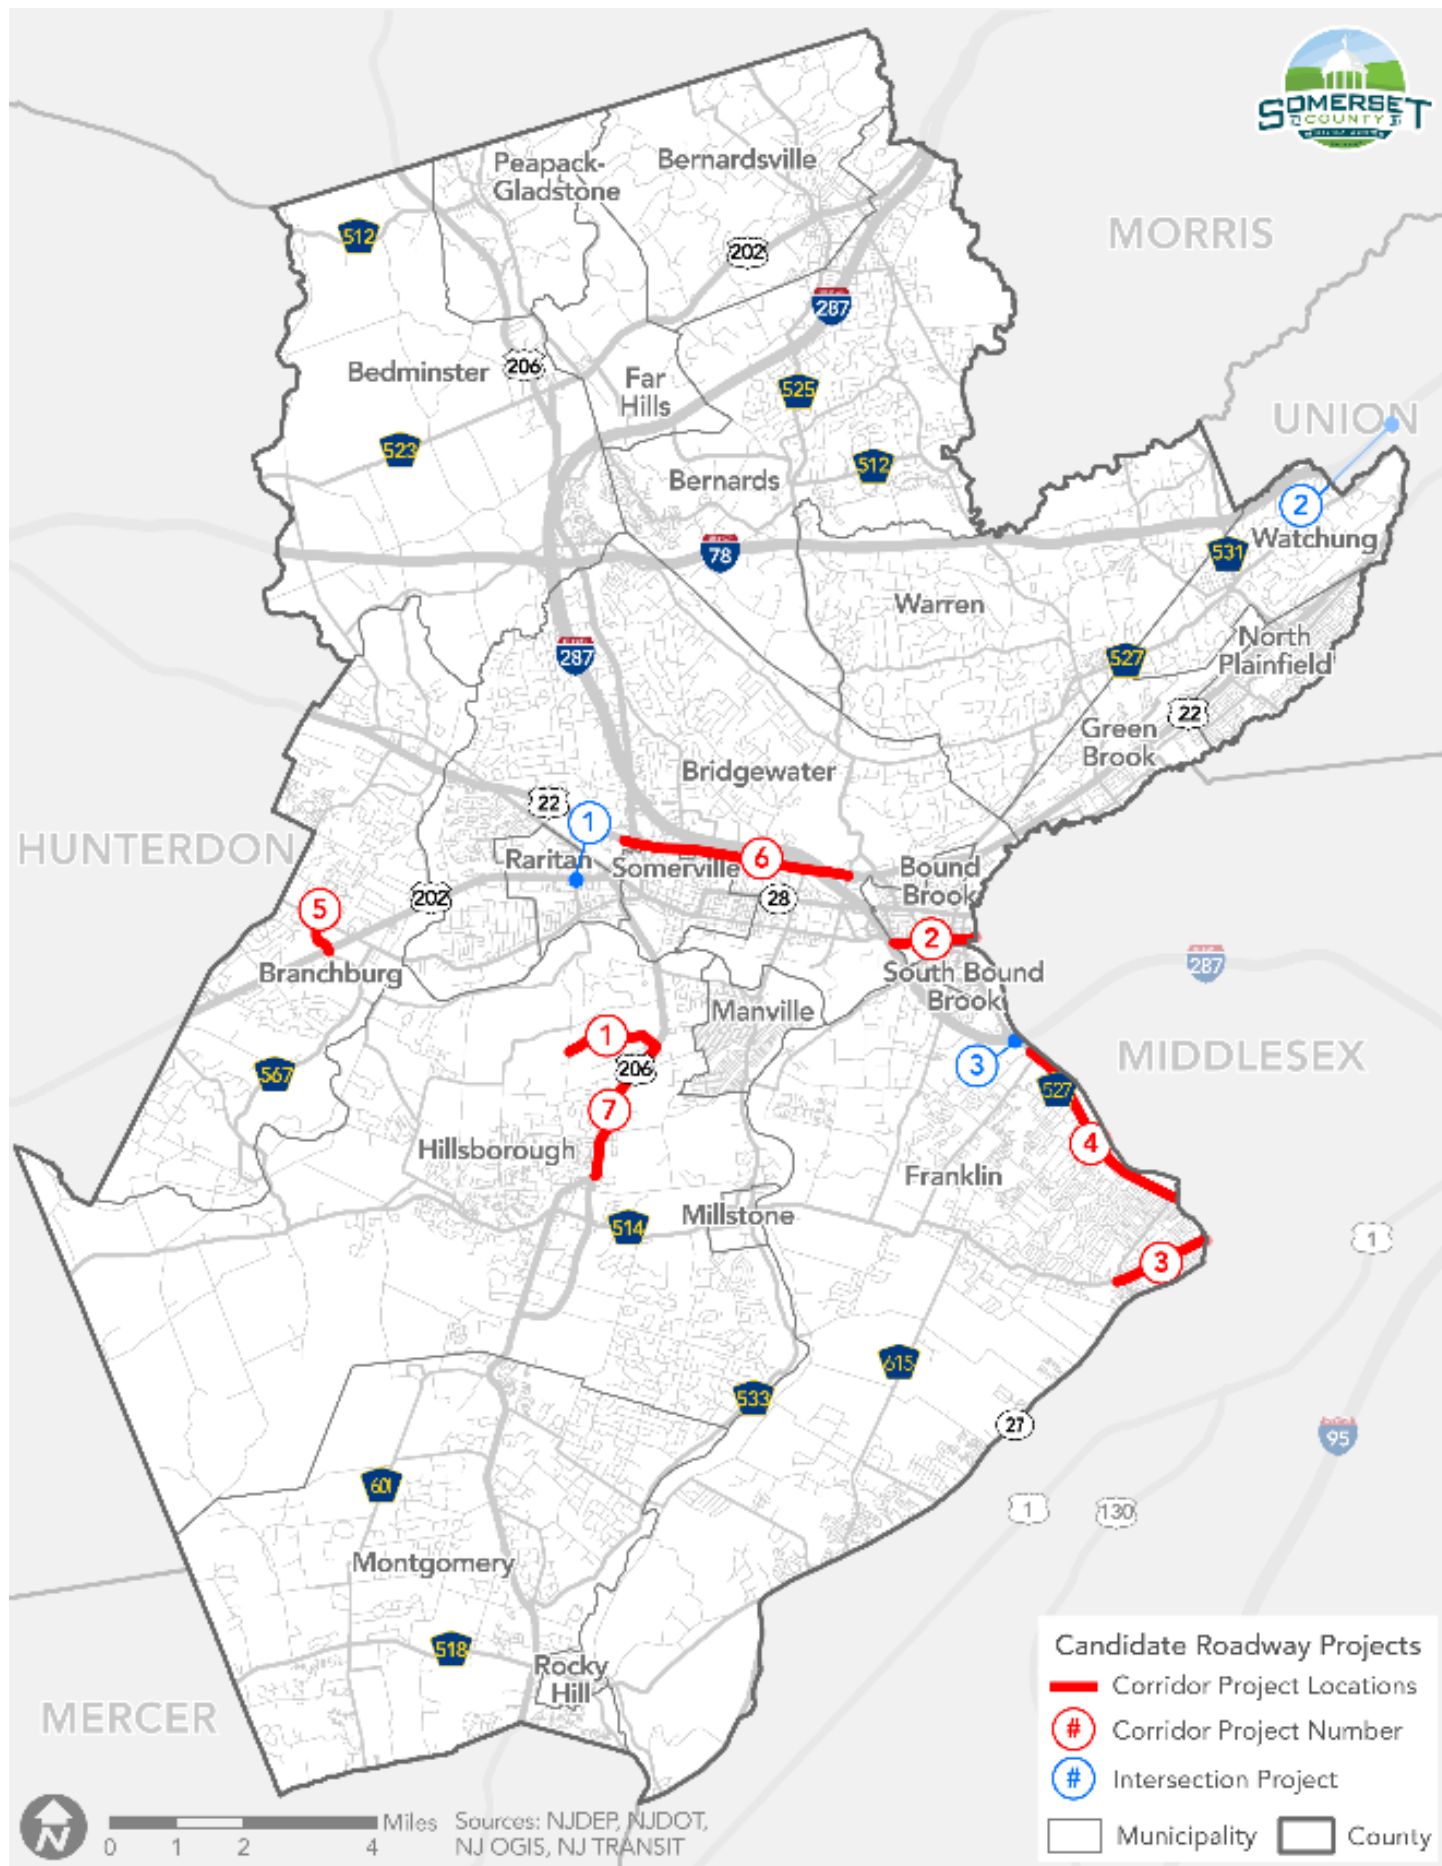 SOMERSET
COUNTY
Peapack-
Gladstone
Bernardsville
512
MORRIS
202
287
206
Bedminster
Far
Hills
525
UNION
523
512
Bernards
2
78
531
Watchung
Warren
287
North
Plainfield
527
22
Green
Brook
Bridgewater
22
1
HUNTERDON
Raritan
Somerville
6
Bound
Brook
202
28
5
2
287
Branchburg
South Bound
Brook
Manville
1
206
3
MIDDLESEX
567
527
7
4
Hillsborough
Franklin
514
Millstone
1
3
615
533
27
95
601
1
130
Montgomery
518
Rocky
Hill
MERCER
Candidate Roadway Projects
Corridor Project Locations
# Corridor Project Number
# Intersection Project
Municipality County
N
Miles
0 1 2 4
Sources: NJDEP, NJDOT,
NJ OGIS, NJ TRANSIT